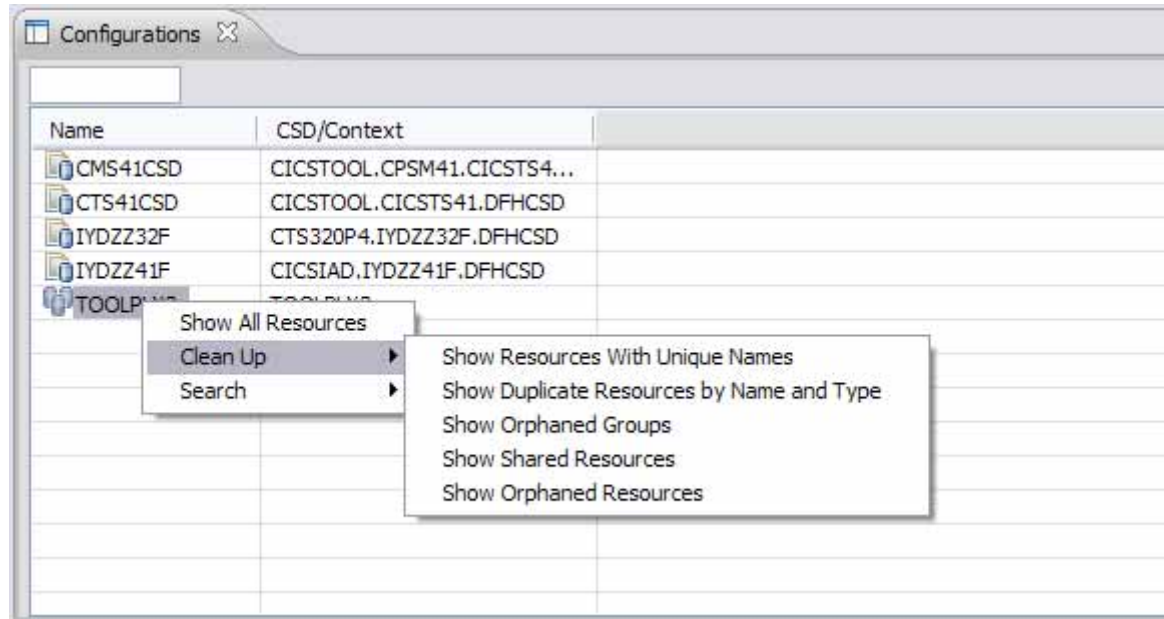 Configurations
Name CSD/Context
CMS41CSD CICSTOOL.CPSM41.CICSTS4...
CTS41CSD CICSTOOL.CICSTS41.DFHCSD
IYDZZ32F CTS320P4.IYDZZ32F.DFHCSD
IYDZZ41F CICSIAD.IYDZZ41F.DFHCSD
Show All Resources
Clean Up
Search
Show Resources With Unique Names
Show Duplicate Resources by Name and Type
Show Orphaned Groups
Show Shared Resources
Show Orphaned Resources